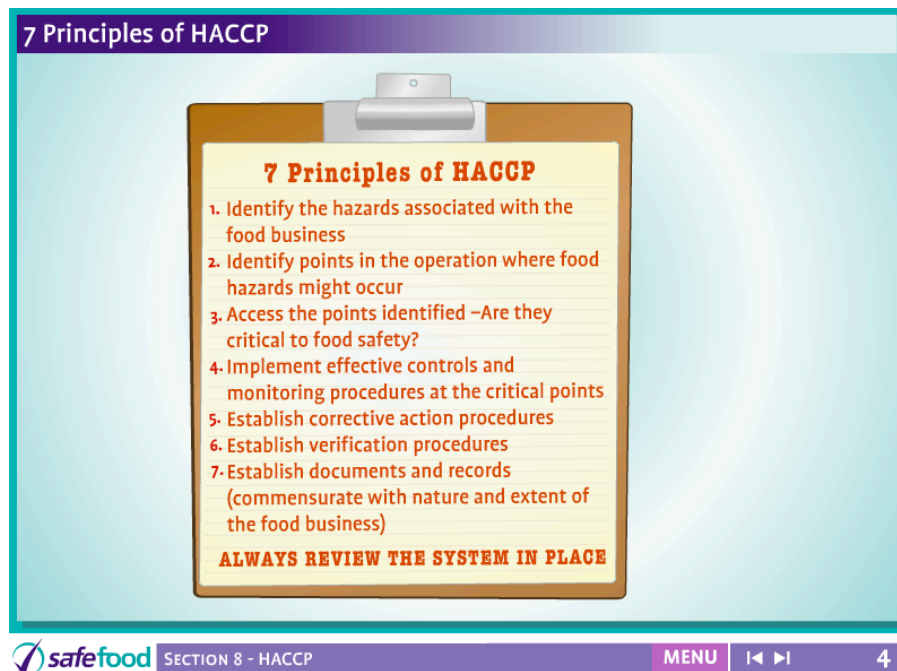 7 Principles of HACCP
7 Principles of HACCP
1. Identify the hazards associated with the
food business
2. Identify points in the operation where food
hazards might occur
3. Access the points identified –Are they
critical to food safety?
4. Implement effective controls and
monitoring procedures at the critical points
5. Establish corrective action procedures
6. Establish verification procedures
7. Establish documents and records
(commensurate with nature and extent of
the food business)
ALWAYS REVIEW THE SYSTEM IN PLACE
safefood SECTION 8 - HACCP MENU 4